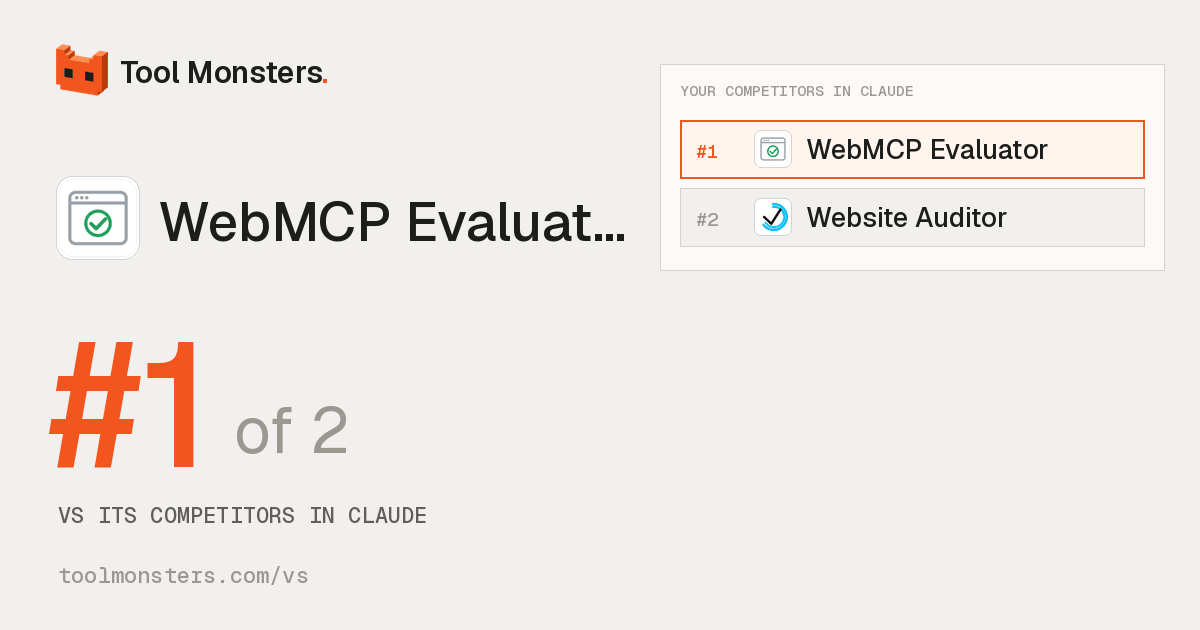 Tool Monsters.
WebMCP Evaluat...
#1 of 2
VS ITS COMPETITORS IN CLAUDE
toolmonsters.com/vs
YOUR COMPETITORS IN CLAUDE
#1 WebMCP Evaluator
#2 Website Auditor